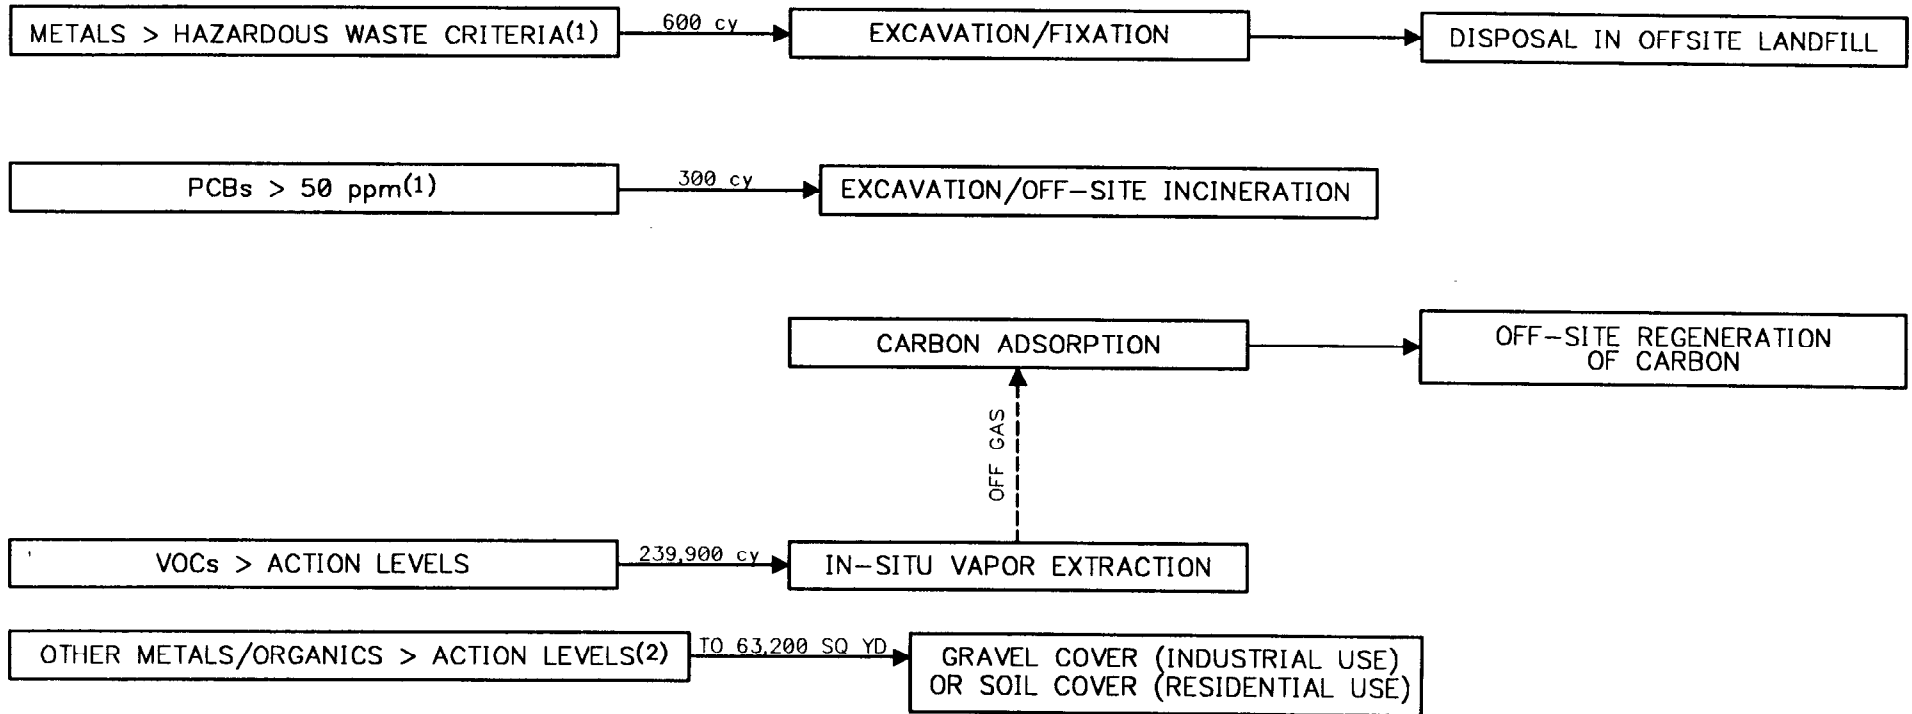 METALS > HAZARDOUS WASTE CRITERIA(1)
600 cy
EXCAVATION/FIXATION
DISPOSAL IN OFFSITE LANDFILL
PCBs > 50 ppm(1)
300 cy
EXCAVATION/OFF-SITE INCINERATION
CARBON ADSORPTION
OFF-SITE REGENERATION
OF CARBON
OFF GAS
VOCs > ACTION LEVELS
239,900 cy
IN-SITU VAPOR EXTRACTION
OTHER METALS/ORGANICS > ACTION LEVELS(2)
TO 63,200 SQ YD
GRAVEL COVER (INDUSTRIAL USE)
OR SOIL COVER (RESIDENTIAL USE)